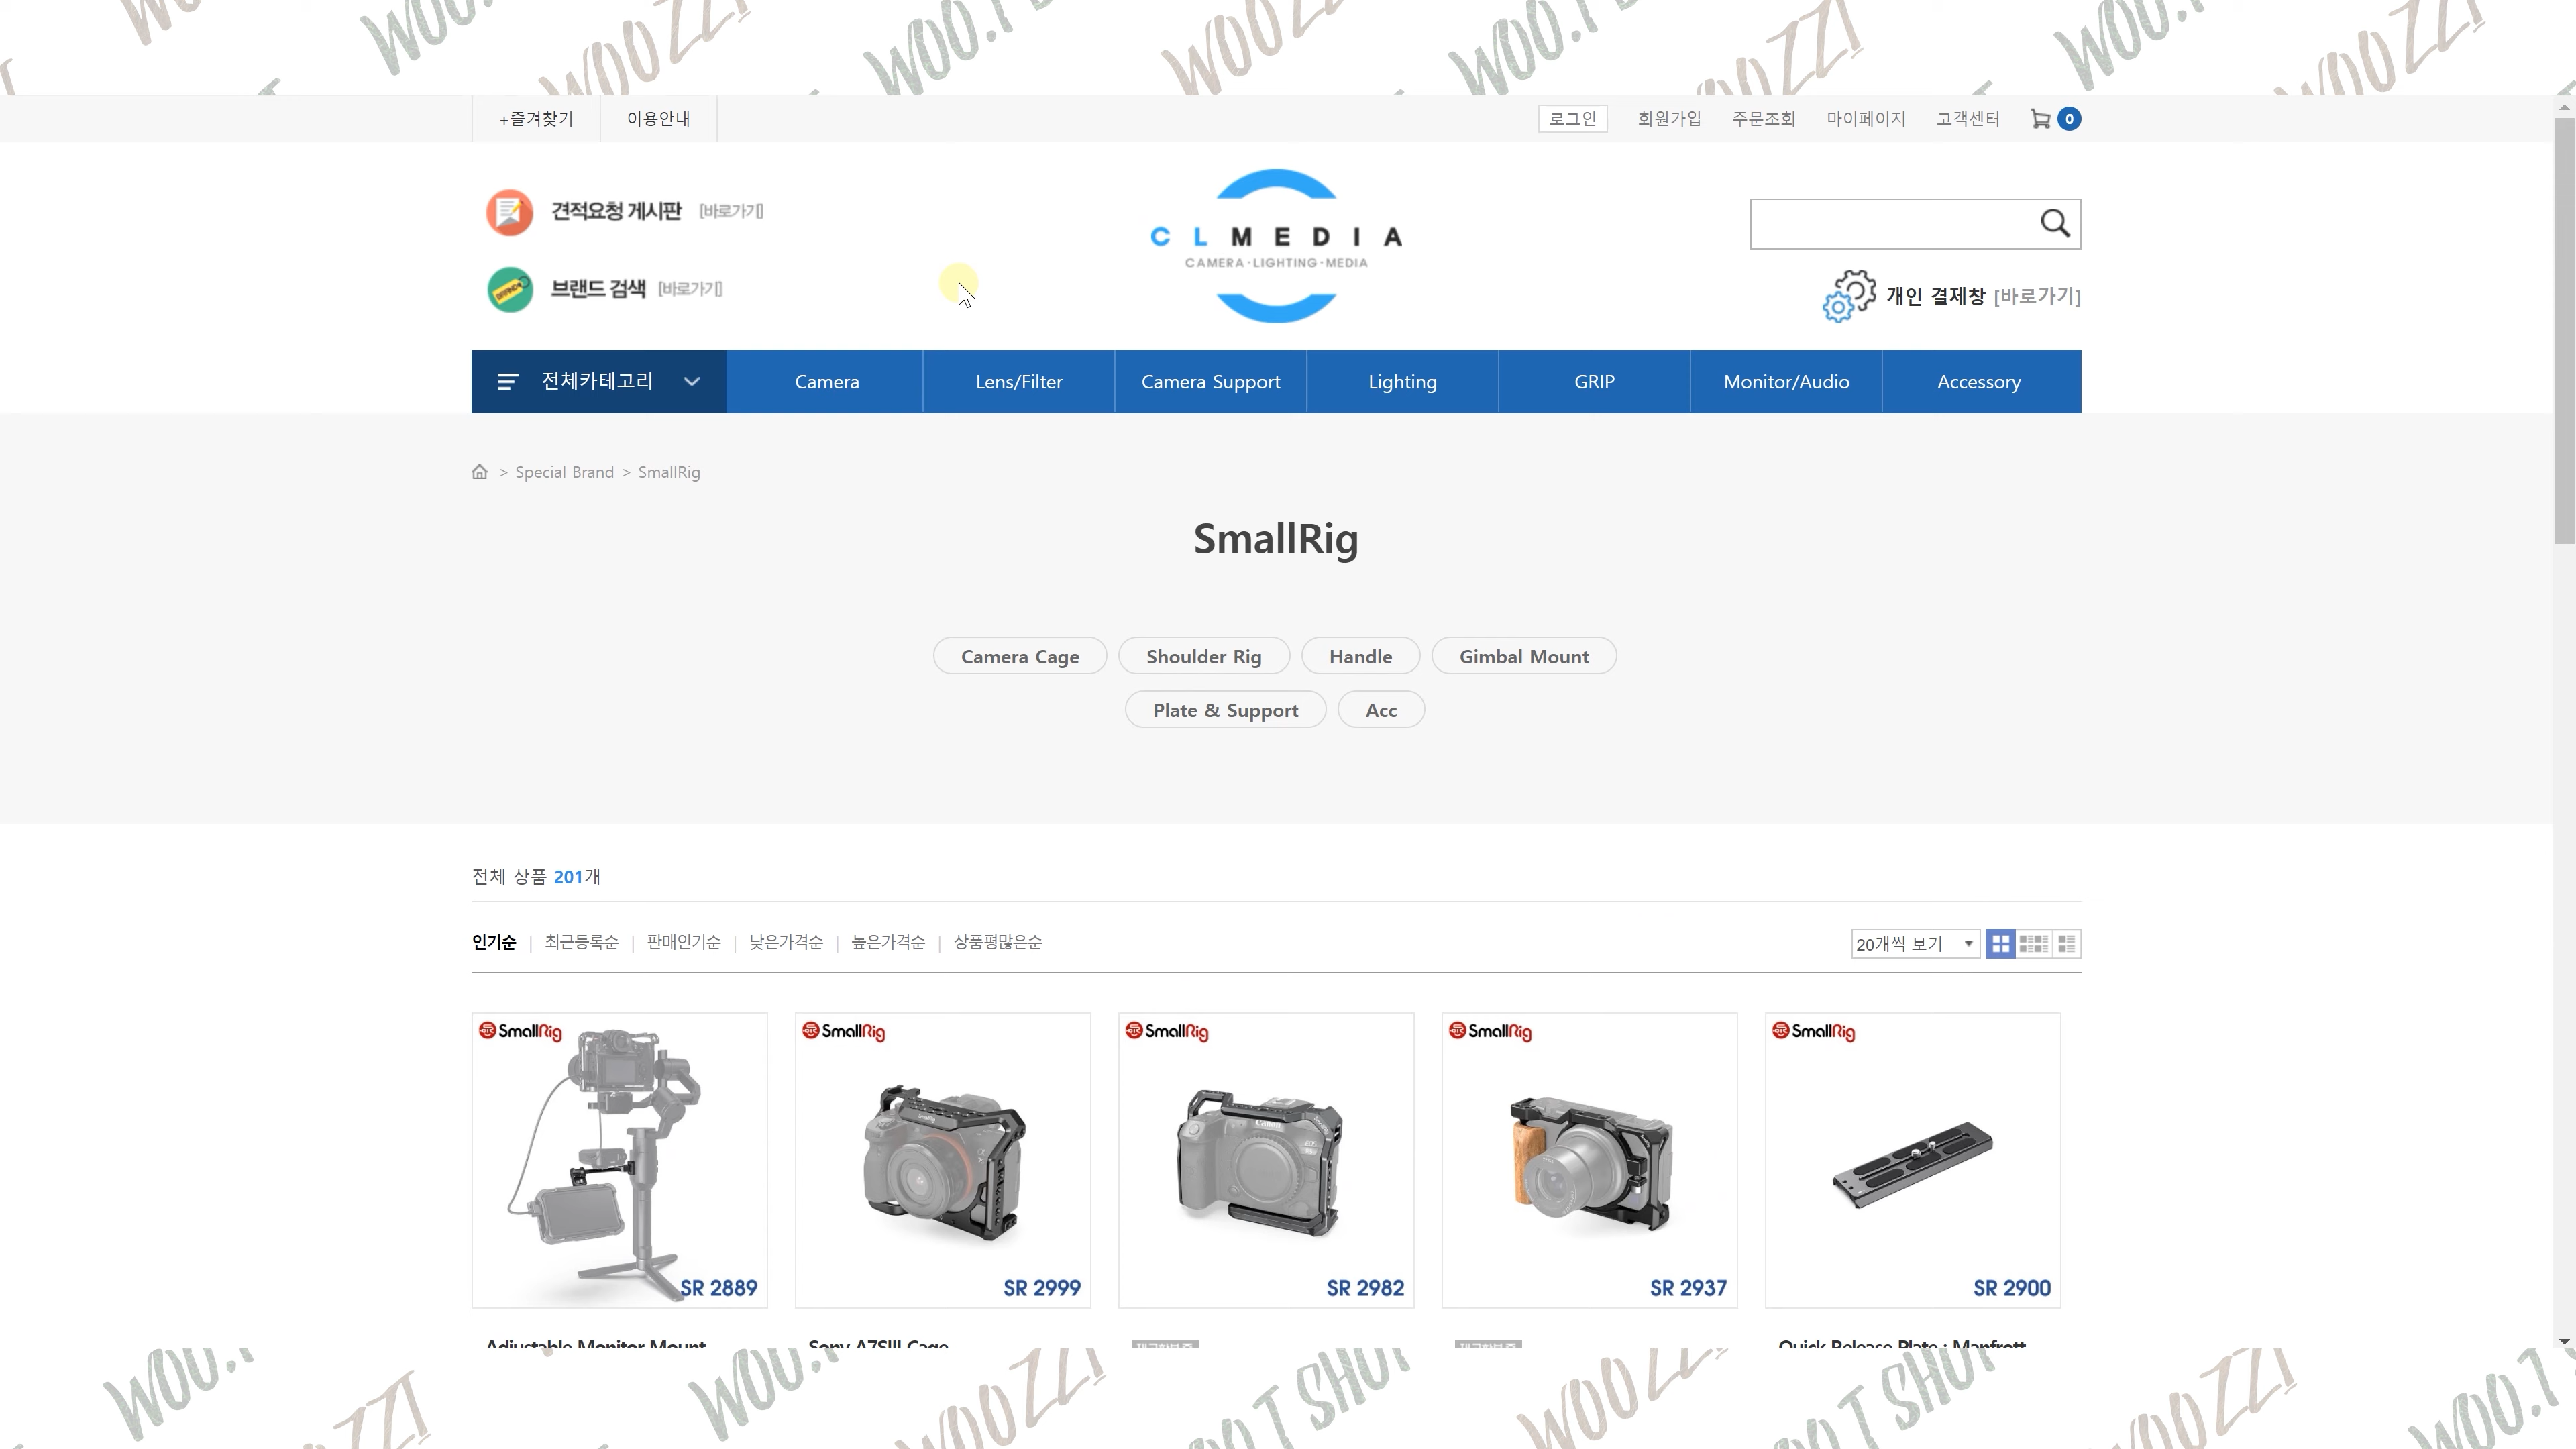 +즐겨찾기 이용안내 로그인 회원가입 주문조회 마이페이지 고객센터 0
견적요청 게시판 [바로가기]
브랜드 검색 [바로가기]
CLMEDIA
CAMERA·LIGHTING·MEDIA
개인 결제창 [바로가기]
전체카테고리 Camera Lens/Filter Camera Support Lighting GRIP Monitor/Audio Accessory
> Special Brand > SmallRig
SmallRig
Camera Cage Shoulder Rig Handle Gimbal Mount
Plate & Support Acc
전체 상품 201개
인기순 | 최근등록순 | 판매인기순 | 낮은가격순 | 높은가격순 | 상품평많은순 20개씩 보기
SmallRig SmallRig SmallRig SmallRig SmallRig
SR 2889 SR 2999 SR 2982 SR 2937 SR 2900
Adjustable Monitor Mount Sony A7SIII Cage Quick Release Plate : Manfrott